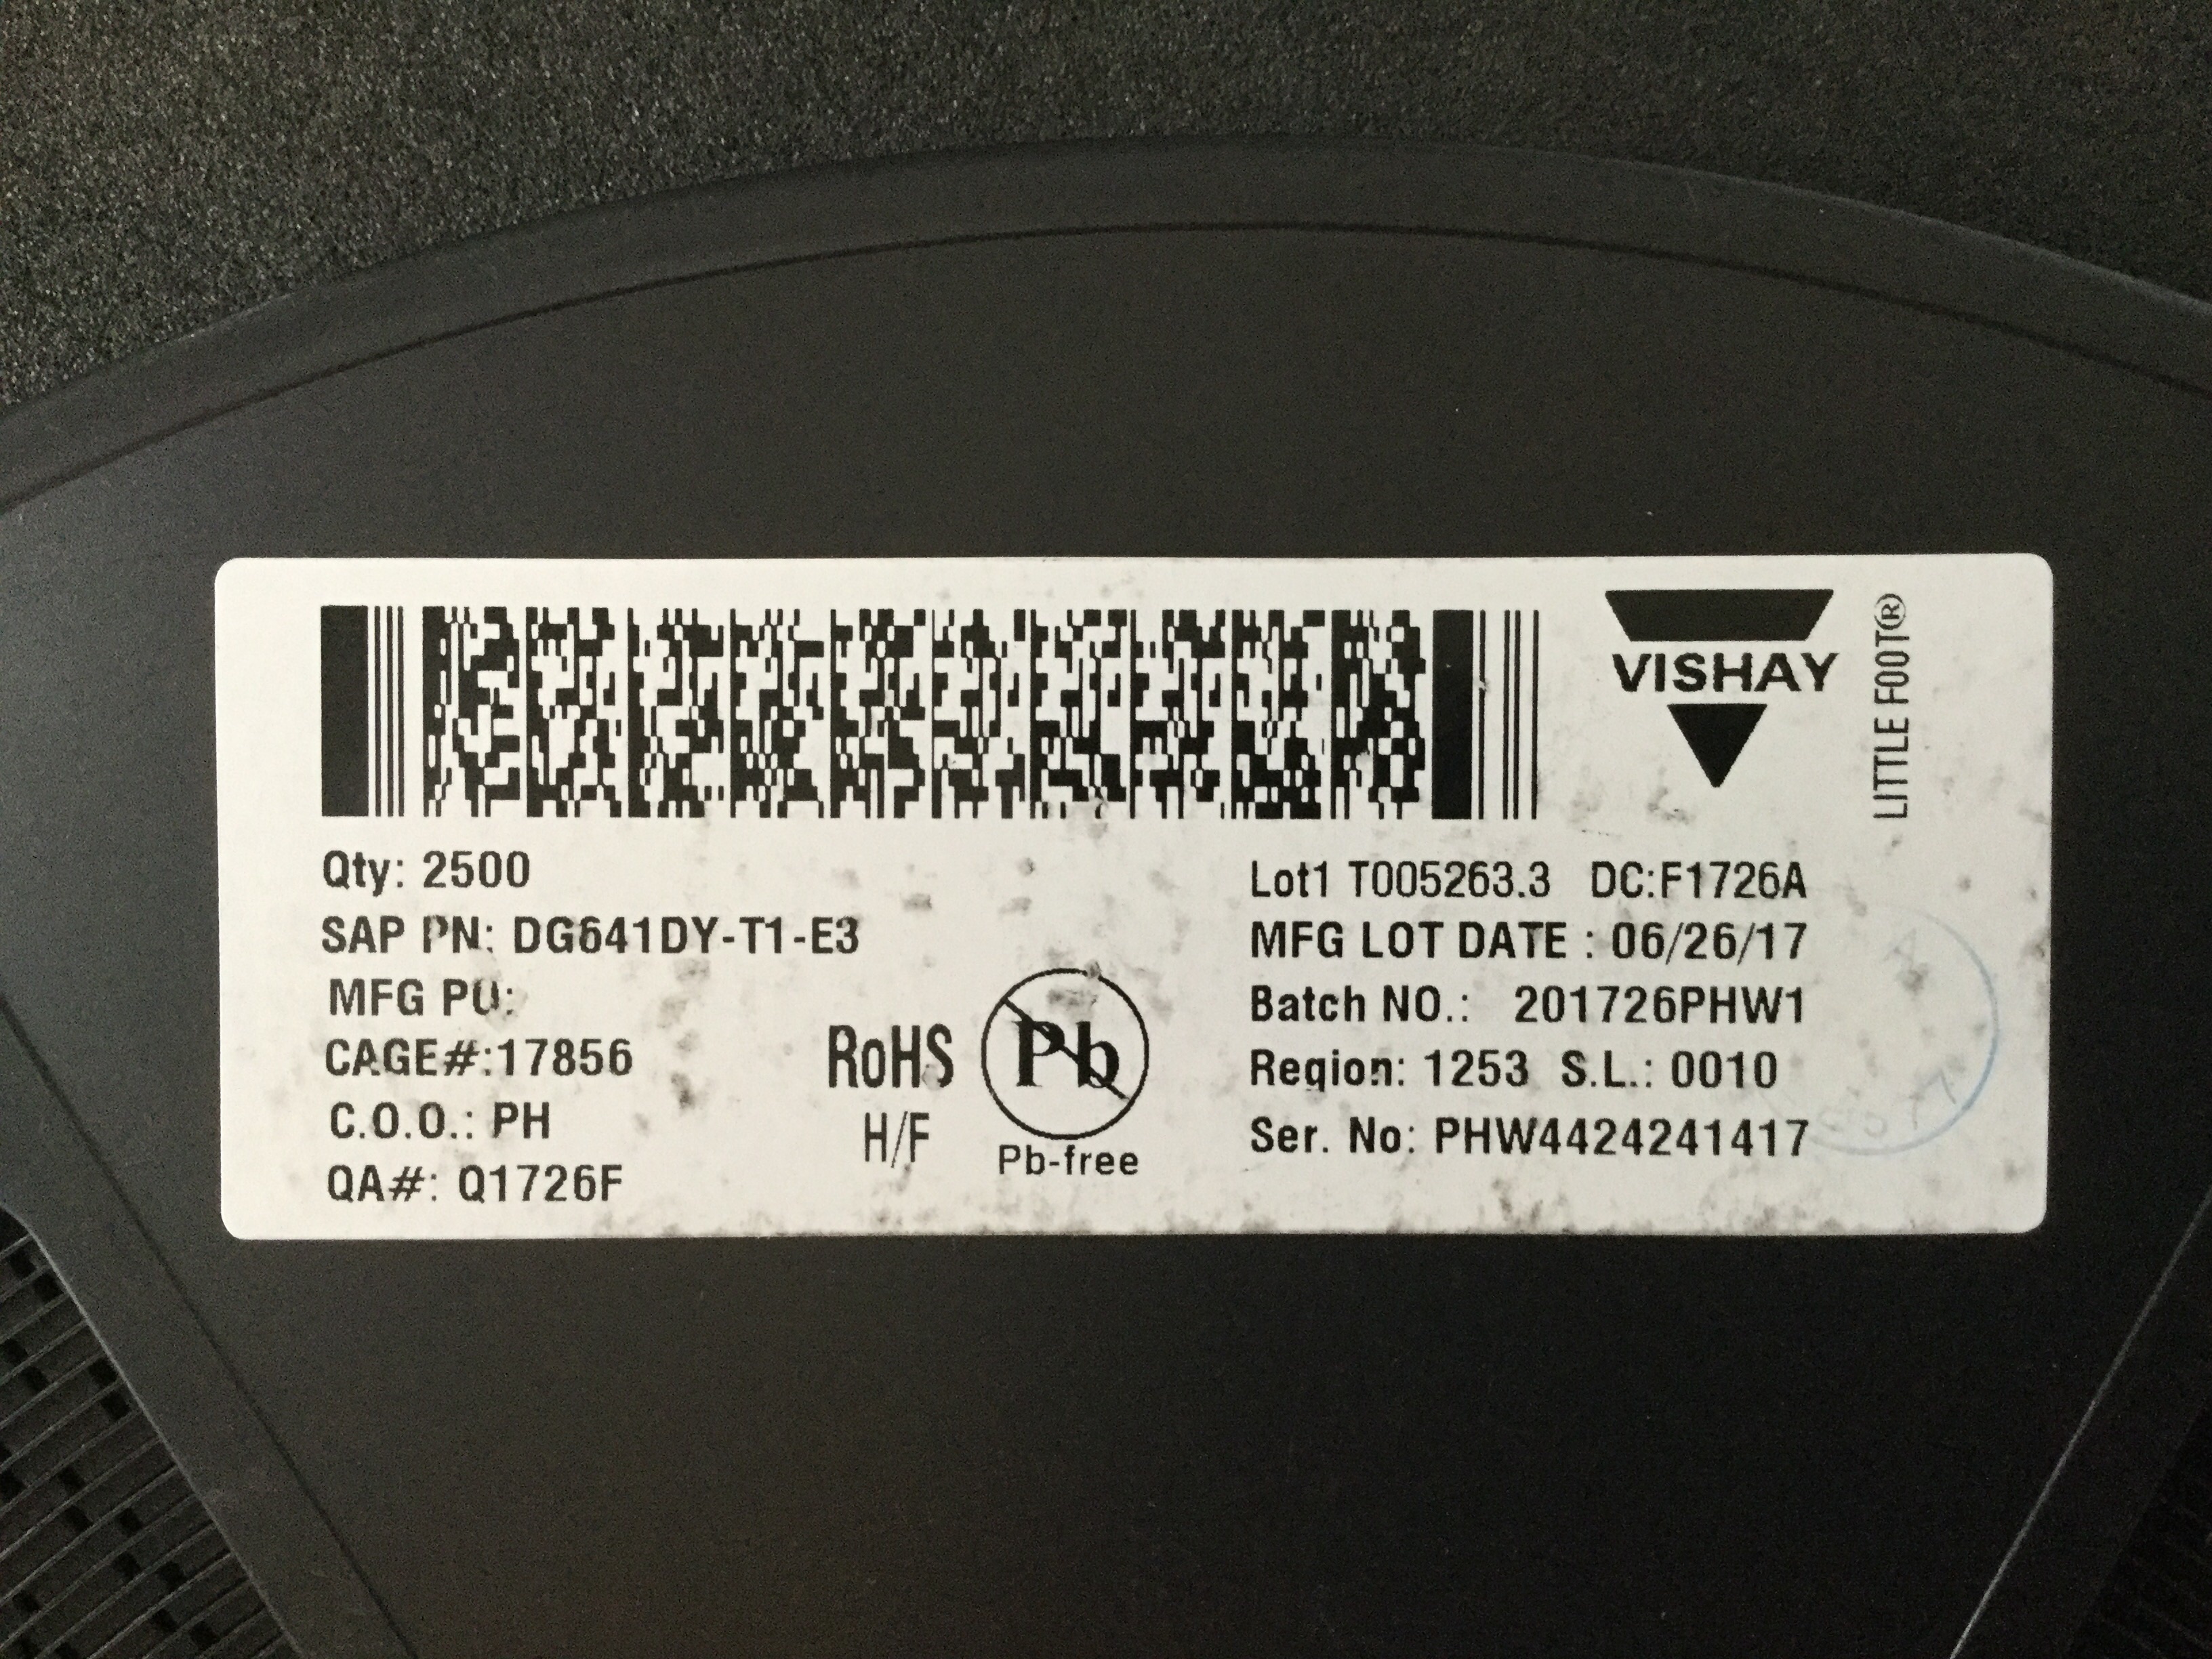 VISHAY
LITTLE FOOT®
Qty: 2500
SAP PN: DG641DY-T1-E3
MFG PU:
CAGE#:17856
C.O.O.: PH
QA#: Q1726F
RoHS
H/F
Pb
Pb-free
Lot1 T005263.3 DC:F1726A
MFG LOT DATE : 06/26/17
Batch NO.: 201726PHW1
Region: 1253 S.L.: 0010
Ser. No: PHW4424241417